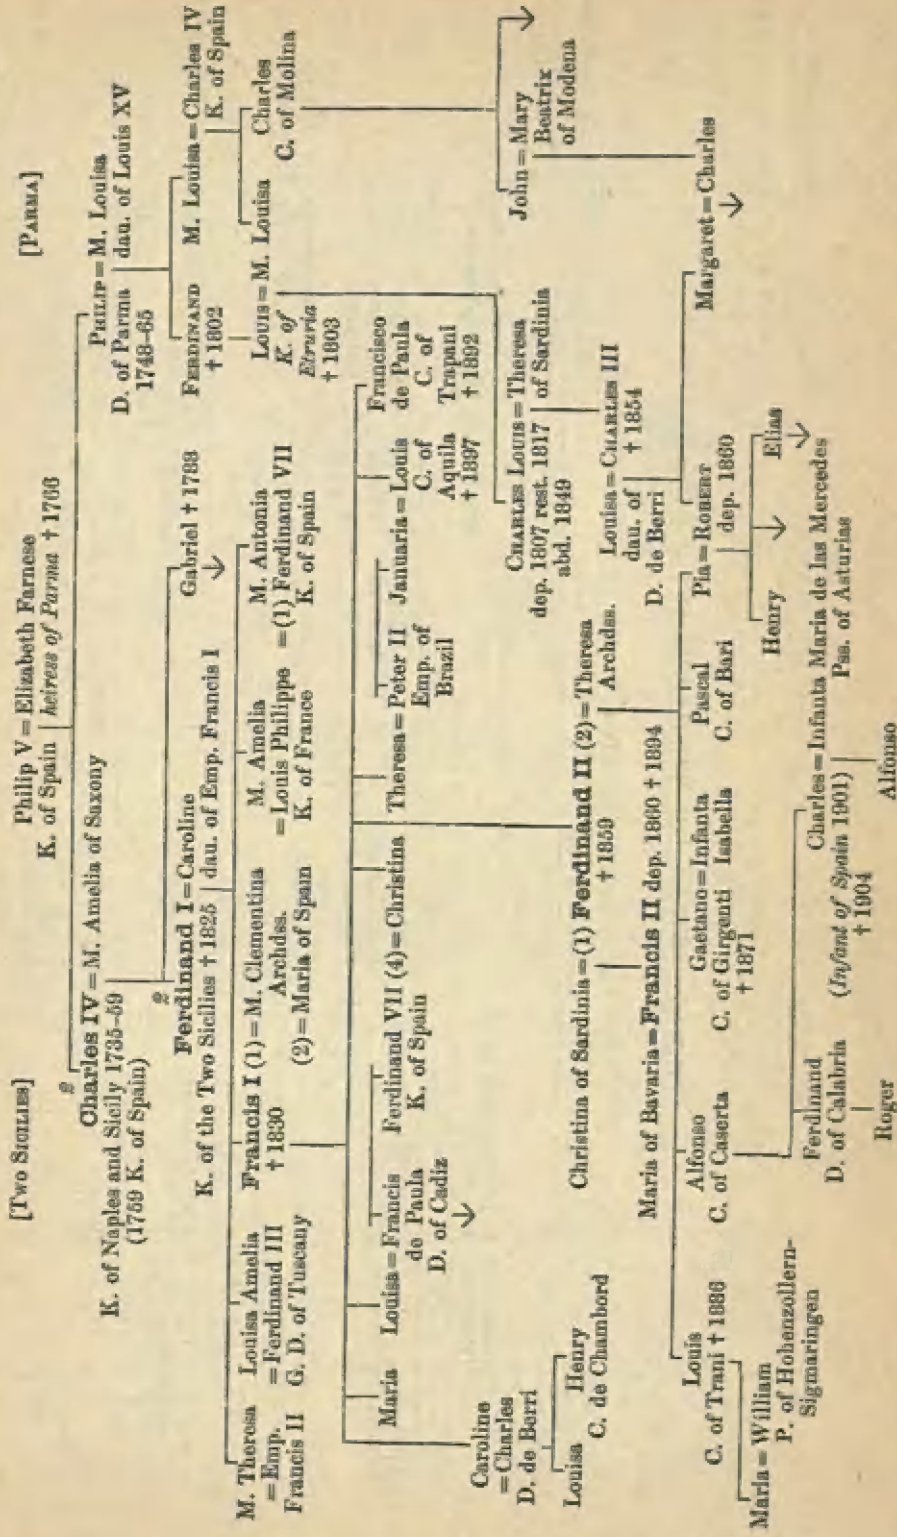 [Two Sicilies]
[Parma]
Philip V = Elizabeth Farnese
K. of Spain | heiress of Parma † 1766
Charles IV = M. Amelia of Saxony
K. of Naples and Sicily 1735–59
(1759 K. of Spain)
Philip = M. Louisa
D. of Parma dau. of Louis XV
1748–65
Ferdinand I = Caroline
K. of the Two Sicilies † 1825 | dau. of Emp. Francis I
Gabriel † 1788
Ferdinand
† 1802
M. Louisa = Charles IV
K. of Spain
M. Theresa
= Emp.
Francis II
Louisa Amelia
= Ferdinand III
G. D. of Tuscany
Francis I (1) = M. Clementina
† 1830
Archdss.
(2) = Maria of Spain
M. Amelia
= Louis Philippe
K. of France
M. Antonia
= (1) Ferdinand VII
K. of Spain
Louis = M. Louisa
K. of
Etruria
† 1803
Charles
C. of Molina
Maria
Louisa = Francis
de Paula
D. of Cadiz
Ferdinand VII (4) = Christina
K. of Spain
Theresa = Peter II
Emp. of
Brazil
Januaria = Louis
C. of
Aquila
† 1897
Francisco
de Paula
C. of
Trapani
† 1892
Caroline
= Charles
D. de Berri
Louisa
Henry
C. de Chambord
Charles Louis = Theresa
dep. 1807 rest. 1817 of Sardinia
abd. 1849
John = Mary
Beatrix
of Modena
Christina of Sardinia = (1) Ferdinand II (2) = Theresa
† 1859
Archdss.
Louisa = Charles III
dau. of † 1854
D. de Berri
Maria of Bavaria = Francis II dep. 1860 † 1894
Louis
C. of Trani † 1886
Alfonso
C. of Caserta
Gaetano = Infanta
C. of Girgenti Isabella
† 1871
Pascal
C. of Bari
Pia = Robert
dep. 1860
Margaret = Charles
Maria = William
P. of Hohenzollern-
Sigmaringen
Henry
Elias
Ferdinand
D. of Calabria
Charles = Infanta Maria de las Mercedes
(Infant of Spain 1901) Pss. of Asturias
† 1904
Roger
Alfonso